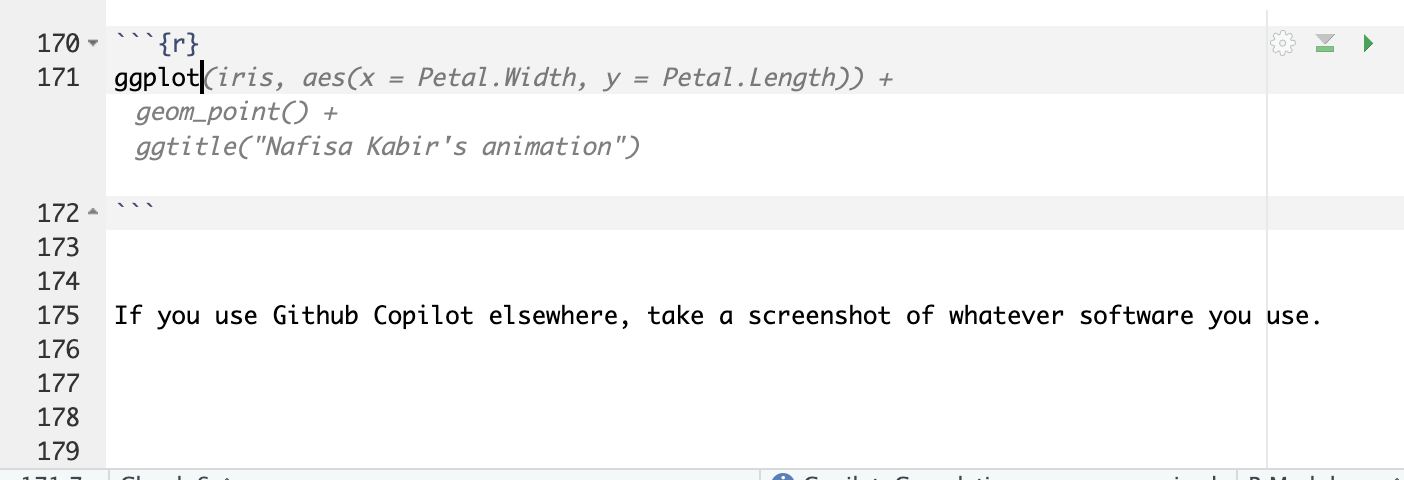 170 ```{r}
171 ggplot(iris, aes(x = Petal.Width, y = Petal.Length)) +
geom_point() +
ggtitle("Nafisa Kabir's animation")
172 ```
173
174
175 If you use Github Copilot elsewhere, take a screenshot of whatever software you use.
176
177
178
179